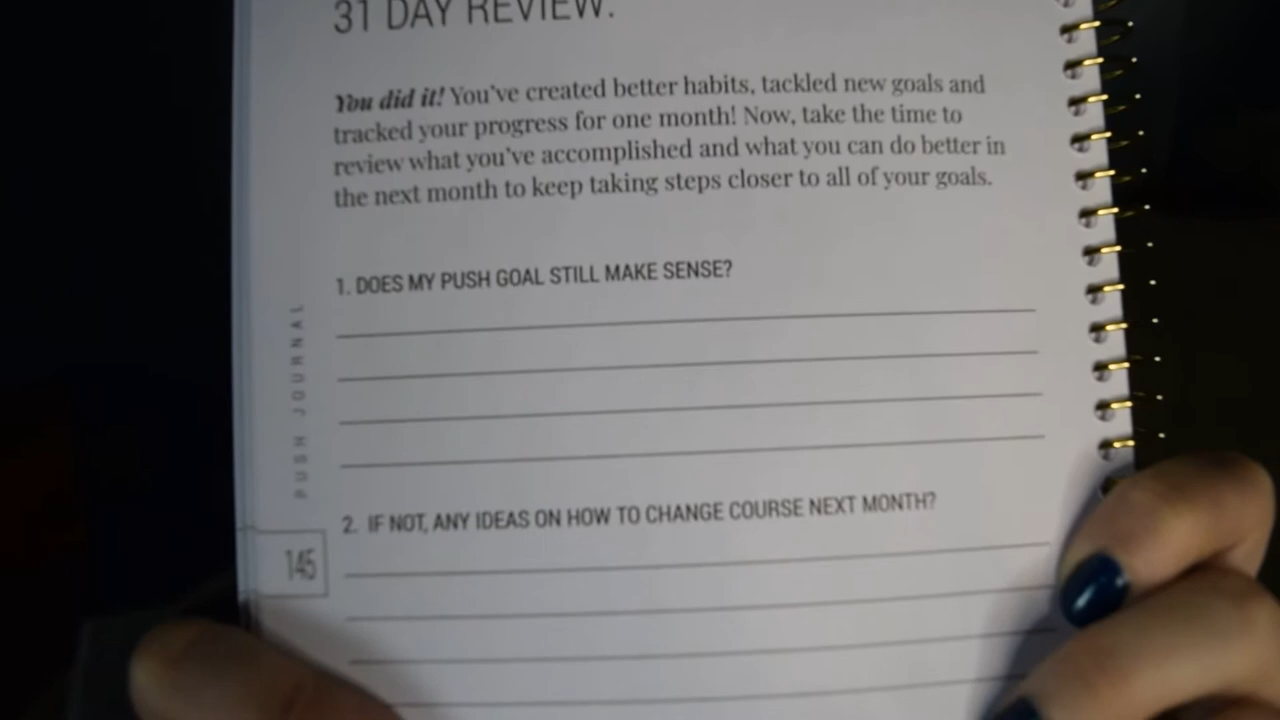 31 DAY REVIEW.
You did it! You've created better habits, tackled new goals and
tracked your progress for one month! Now, take the time to
review what you've accomplished and what you can do better in
the next month to keep taking steps closer to all of your goals.
1. DOES MY PUSH GOAL STILL MAKE SENSE?
PUSH JOURNAL
2. IF NOT, ANY IDEAS ON HOW TO CHANGE COURSE NEXT MONTH?
145